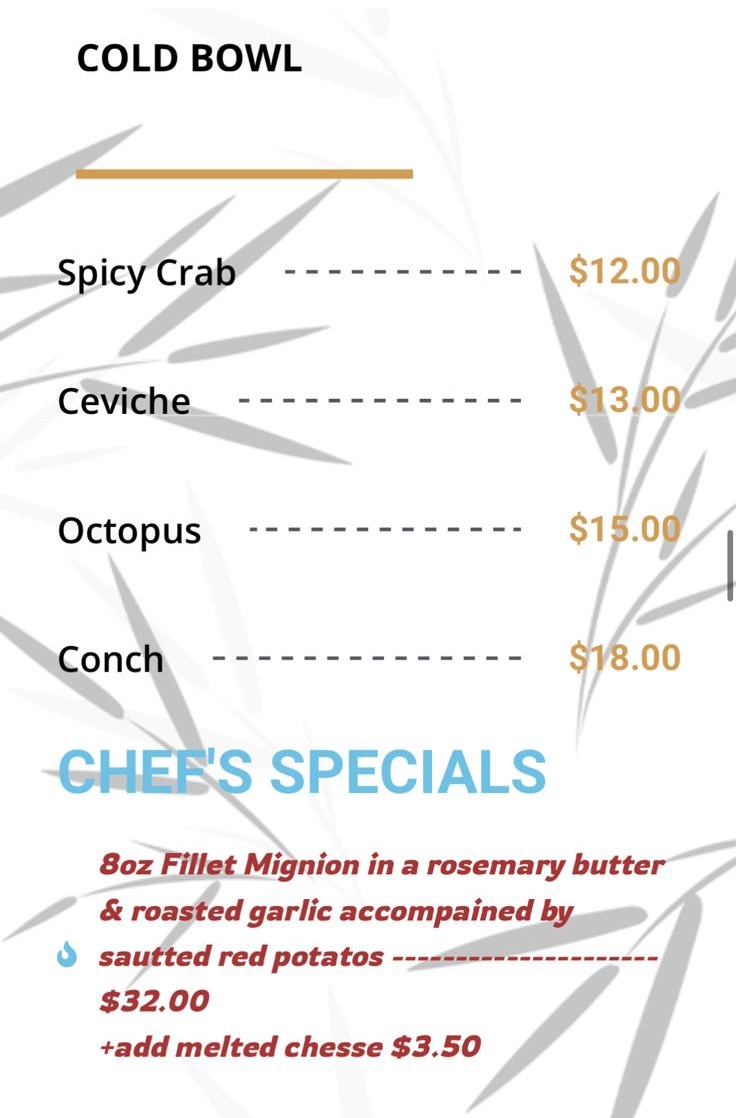 COLD BOWL
Spicy Crab ------------ $12.00
Ceviche --------------- $13.00
Octopus --------------- $15.00
Conch ----------------- $18.00
CHEF'S SPECIALS
8oz Fillet Mignion in a rosemary butter
& roasted garlic accompained by
sautted red potatos ---------------------
$32.00
+add melted chesse $3.50